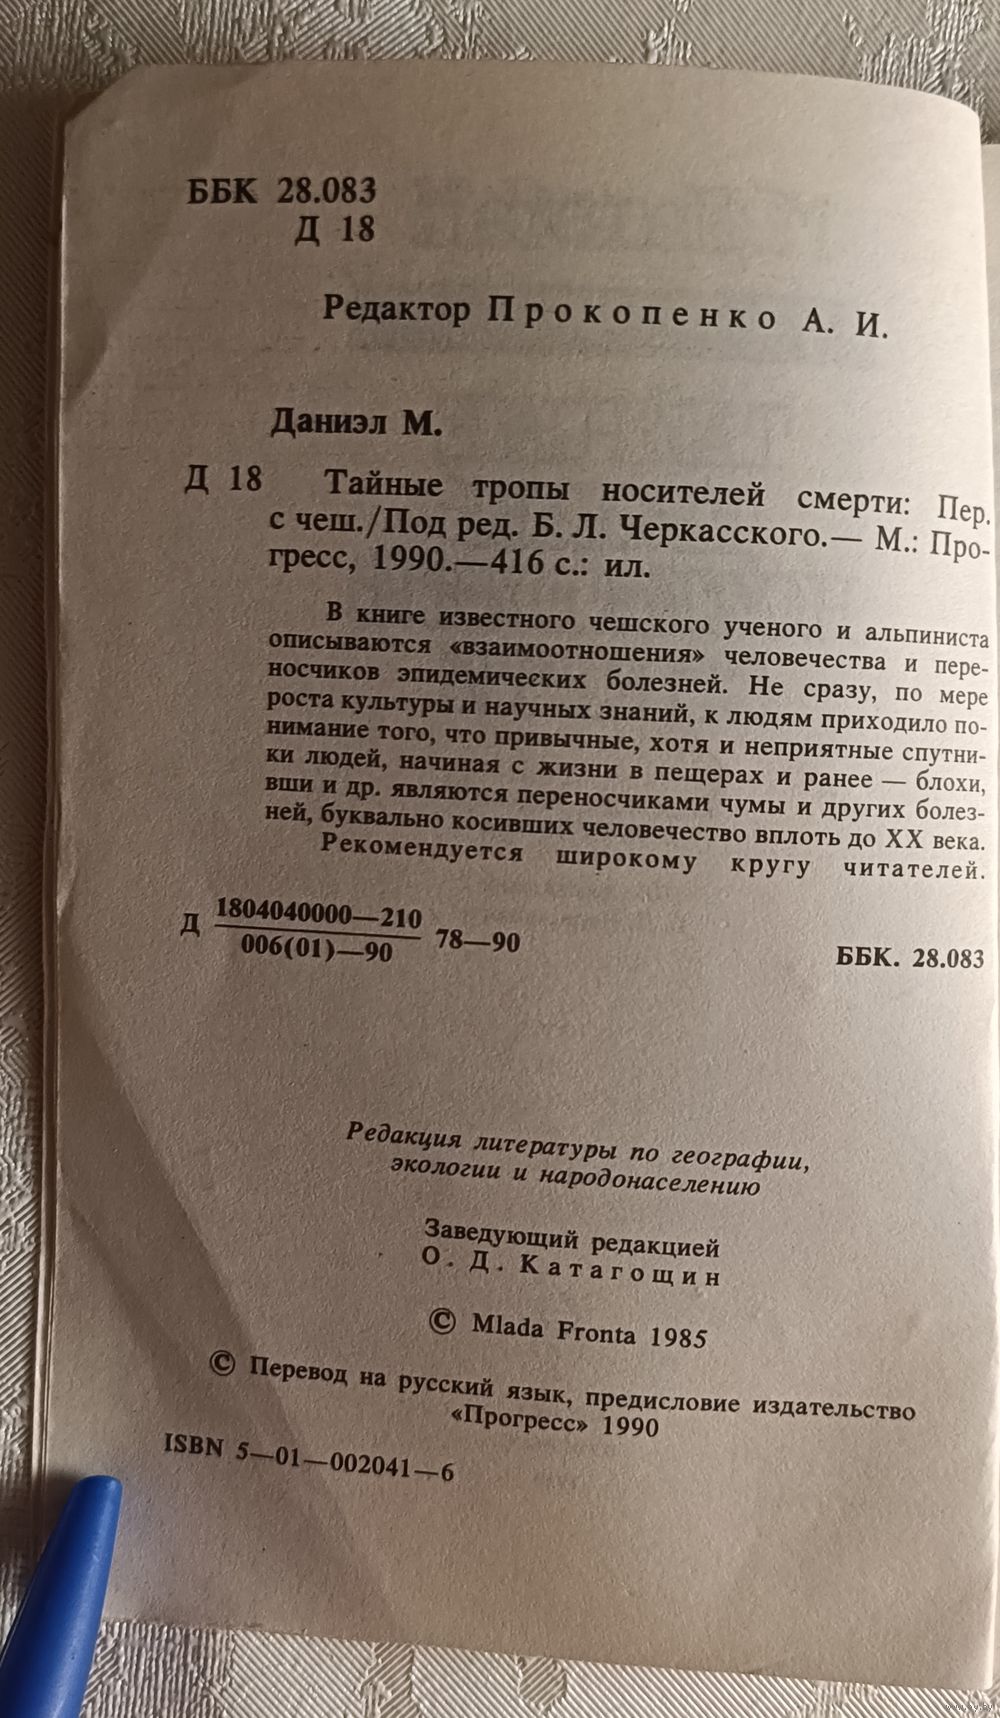 ББК 28.083
Д 18
Редактор Прокопенко А. И.
Даниэл М.
Д 18 Тайные тропы носителей смерти: Пер.
с чеш./Под ред. Б. Л. Черкасского.— М.: Про-
гресс, 1990.—416 с.: ил.
В книге известного чешского ученого и альпиниста
описываются «взаимоотношения» человечества и пере-
носчиков эпидемических болезней. Не сразу, по мере
роста культуры и научных знаний, к людям приходило по-
нимание того, что привычные, хотя и неприятные спутни-
ки людей, начиная с жизни в пещерах и ранее — блохи,
вши и др. являются переносчиками чумы и других болез-
ней, буквально косивших человечество вплоть до XX века.
Рекомендуется широкому кругу читателей.
Д 1804040000—210
006(01)—90 78—90
ББК. 28.083
Редакция литературы по географии,
экологии и народонаселению
Заведующий редакцией
О. Д. Катагощин
© Mlada Fronta 1985
© Перевод на русский язык, предисловие издательство
«Прогресс» 1990
ISBN 5—01—002041—6